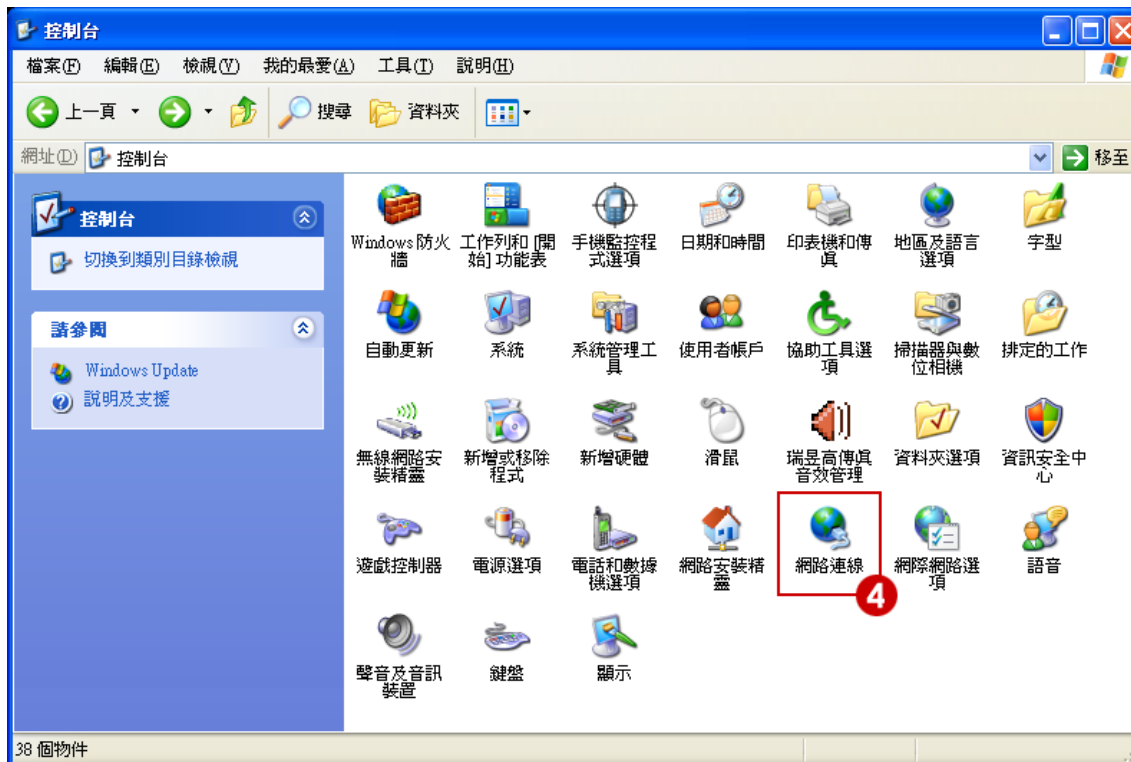 控制台
檔案(F) 編輯(E) 檢視(V) 我的最愛(A) 工具(T) 說明(H)
上一頁 搜尋 資料夾
網址(D) 控制台 移至
控制台
切換到類別目錄檢視
請參閱
Windows Update
說明及支援
Windows 防火
牆
工作列和 [開
始] 功能表
手機監控程
式選項
日期和時間
印表機和傳
真
地區及語言
選項
字型
自動更新
系統
系統管理工
具
使用者帳戶
協助工具選
項
掃描器與數
位相機
排定的工作
無線網路安
裝精靈
新增或移除
程式
新增硬體
滑鼠
瑞昱高傳真
音效管理
資料夾選項
資訊安全中
心
遊戲控制器
電源選項
電話和數據
機選項
網路安裝精
靈
網路連線
4
網際網路選
項
語音
聲音及音訊
裝置
鍵盤
顯示
38 個物件